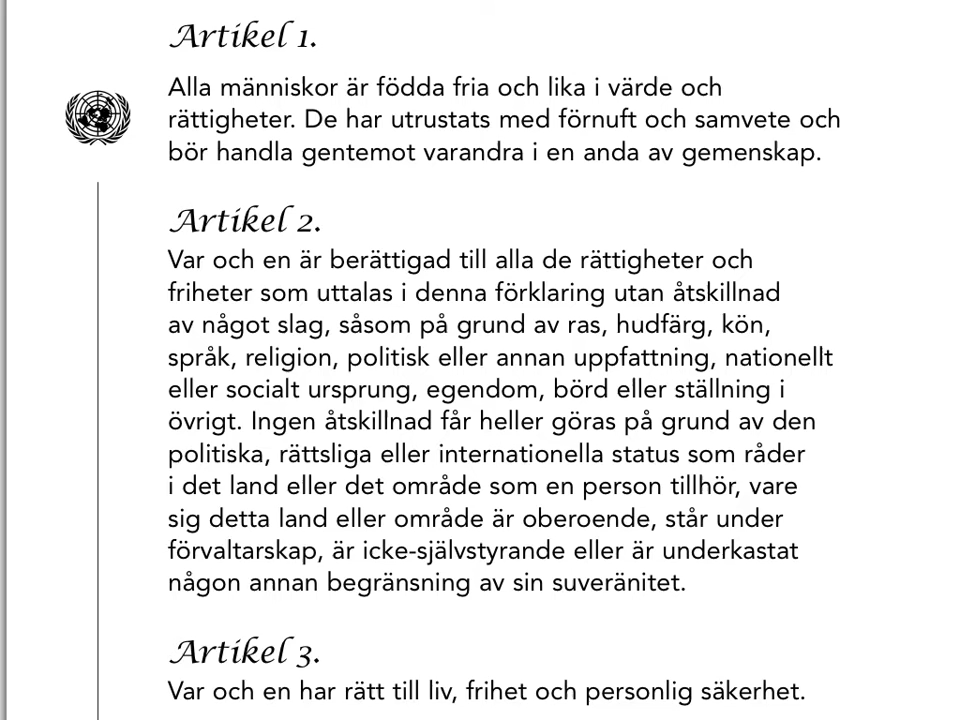 Artikel 1.
Alla människor är födda fria och lika i värde och
rättigheter. De har utrustats med förnuft och samvete och
bör handla gentemot varandra i en anda av gemenskap.
Artikel 2.
Var och en är berättigad till alla de rättigheter och
friheter som uttalas i denna förklaring utan åtskillnad
av något slag, såsom på grund av ras, hudfärg, kön,
språk, religion, politisk eller annan uppfattning, nationellt
eller socialt ursprung, egendom, börd eller ställning i
övrigt. Ingen åtskillnad får heller göras på grund av den
politiska, rättsliga eller internationella status som råder
i det land eller det område som en person tillhör, vare
sig detta land eller område är oberoende, står under
förvaltarskap, är icke-självstyrande eller är underkastat
någon annan begränsning av sin suveränitet.
Artikel 3.
Var och en har rätt till liv, frihet och personlig säkerhet.